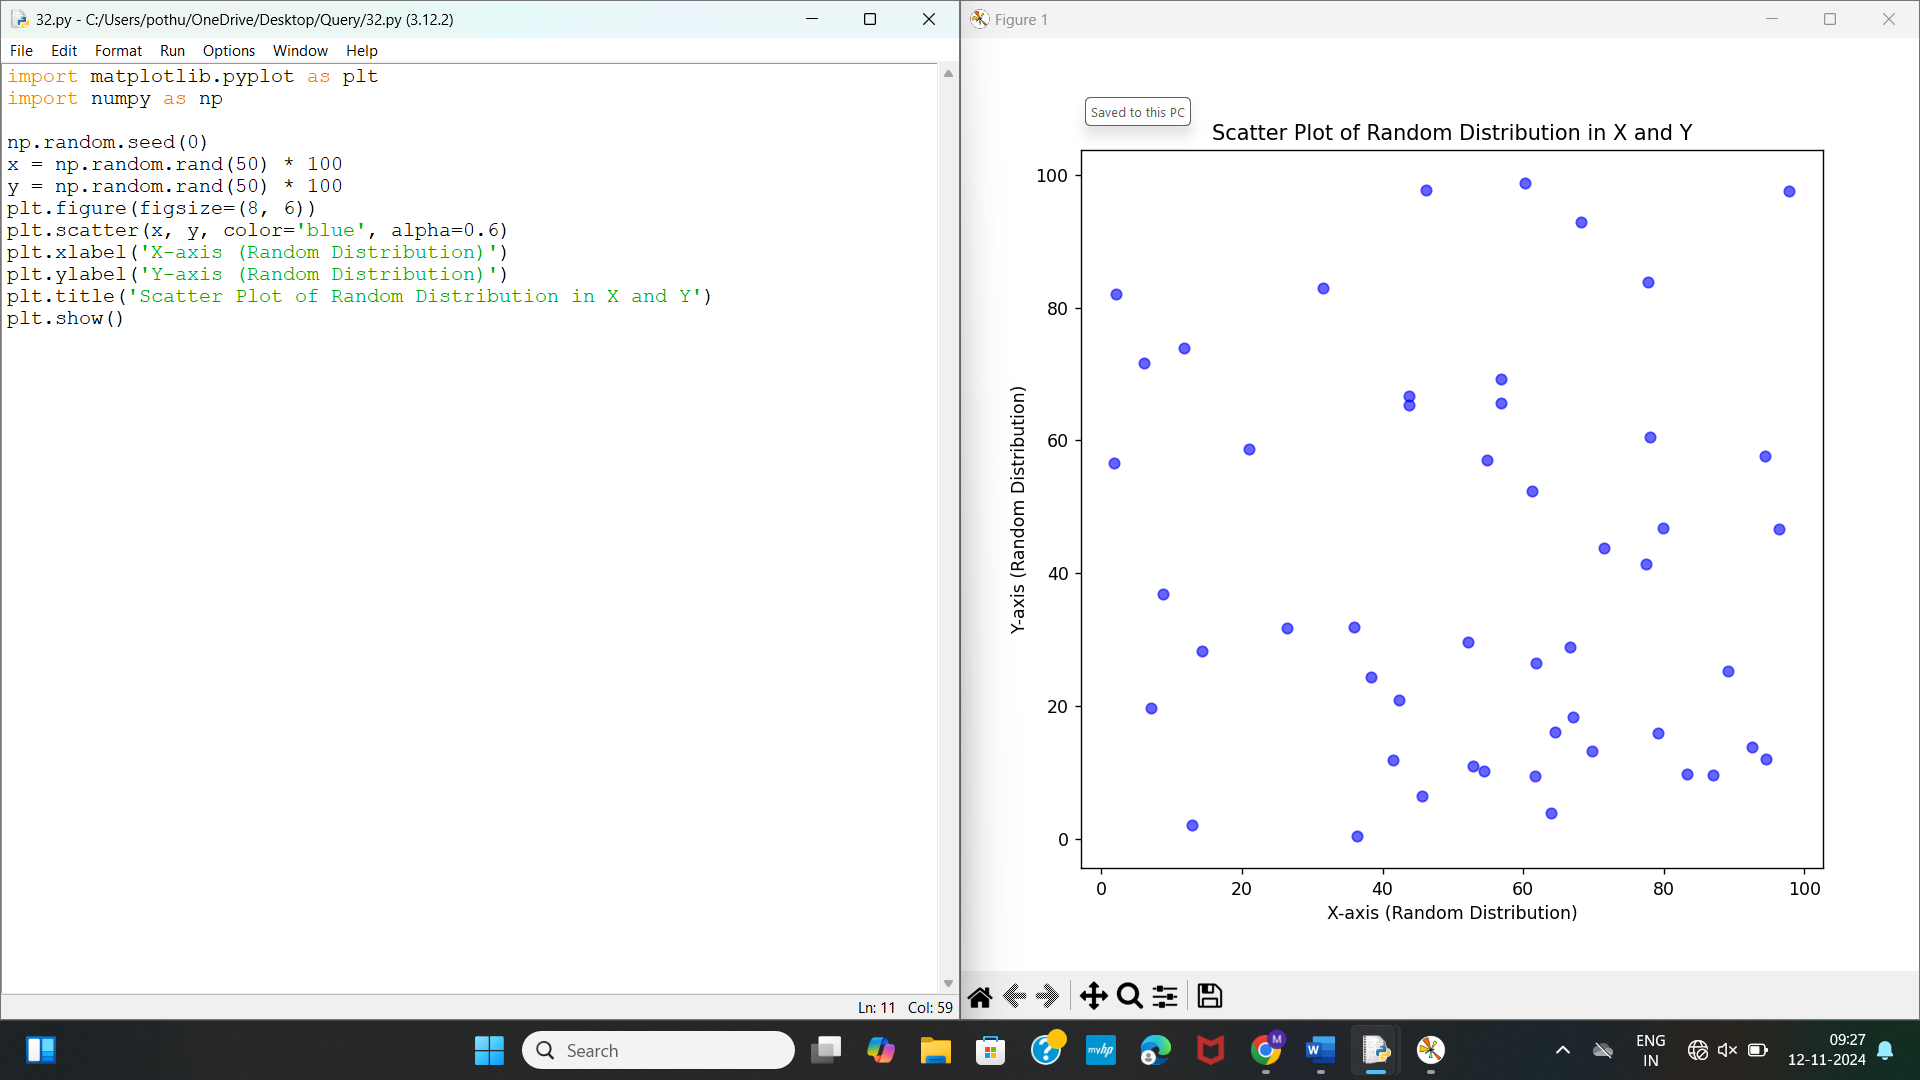 32.py - C:/Users/pothu/OneDrive/Desktop/Query/32.py (3.12.2)
File Edit Format Run Options Window Help
import matplotlib.pyplot as plt
import numpy as np
np.random.seed(0)
x = np.random.rand(50) * 100
y = np.random.rand(50) * 100
plt.figure(figsize=(8, 6))
plt.scatter(x, y, color='blue', alpha=0.6)
plt.xlabel('X-axis (Random Distribution)')
plt.ylabel('Y-axis (Random Distribution)')
plt.title('Scatter Plot of Random Distribution in X and Y')
plt.show()
Ln: 11 Col: 59
Figure 1
Saved to this PC
Scatter Plot of Random Distribution in X and Y
100
80
60
40
20
0
Y-axis (Random Distribution)
0 20 40 60 80 100
X-axis (Random Distribution)
Search
myhp
M
W
ENG
IN
09:27
12-11-2024